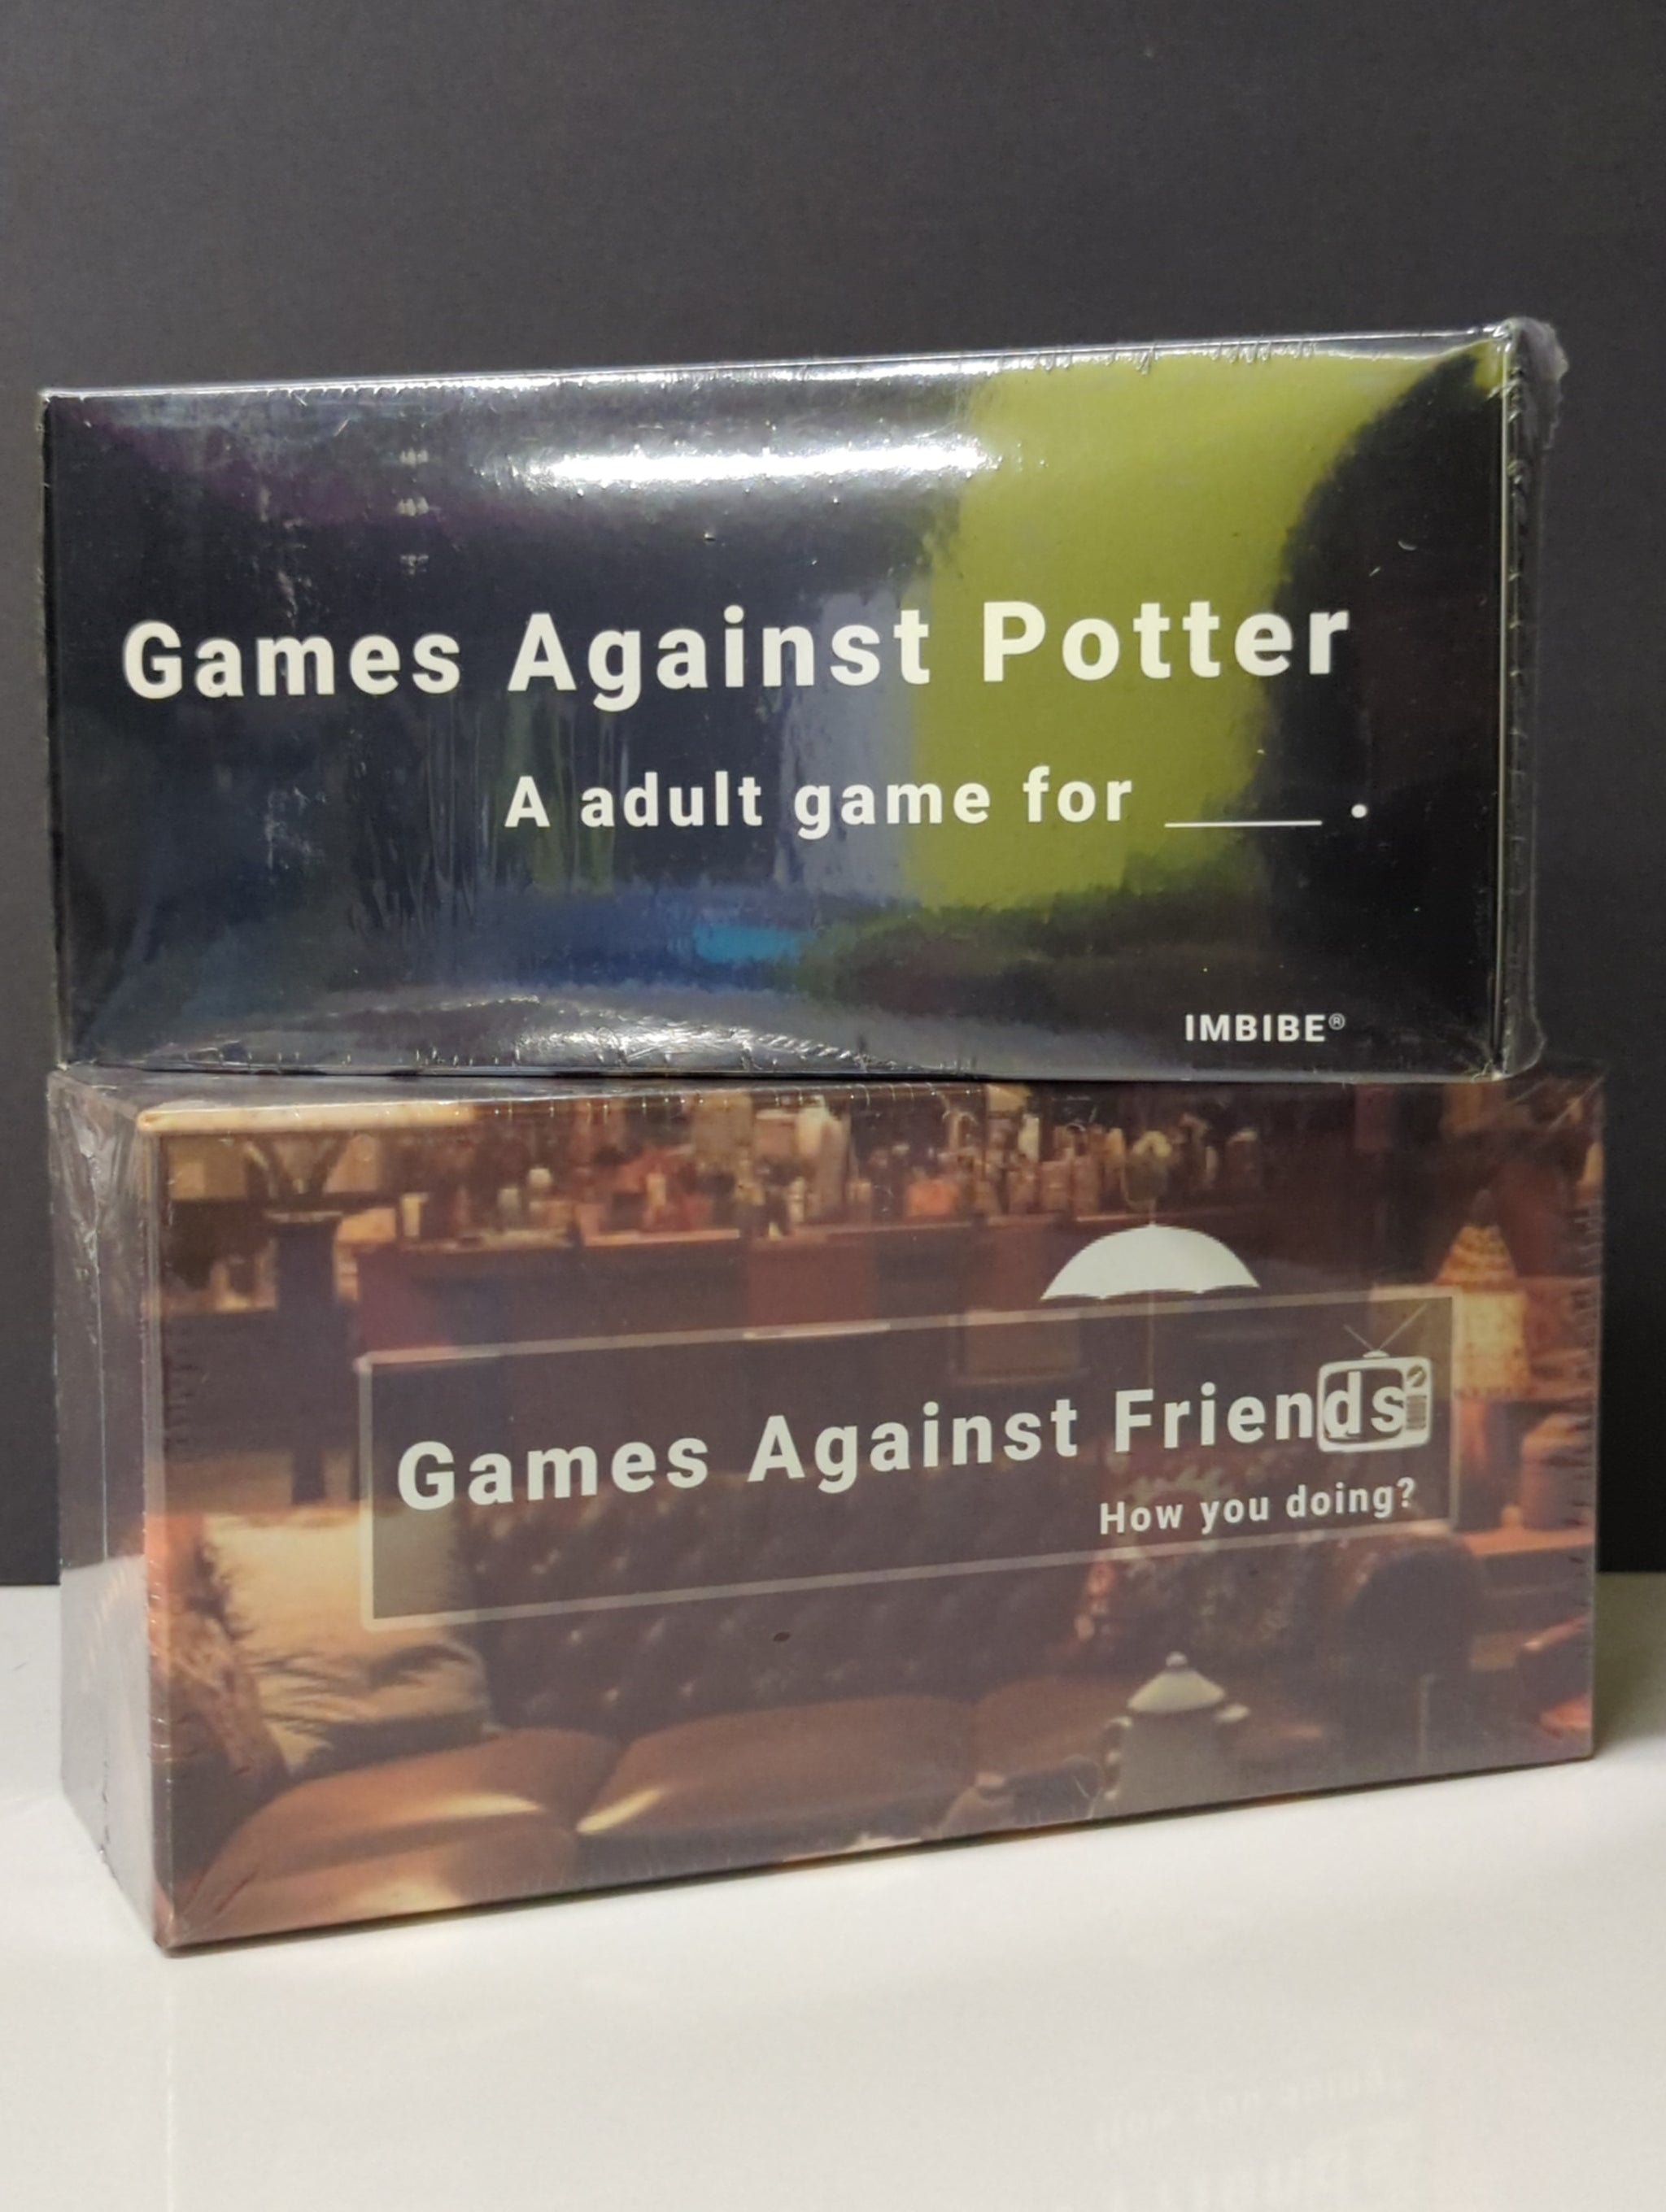 Games Against Potter
A adult game for ____ .
IMBIBE®
Games Against Friends
How you doing?